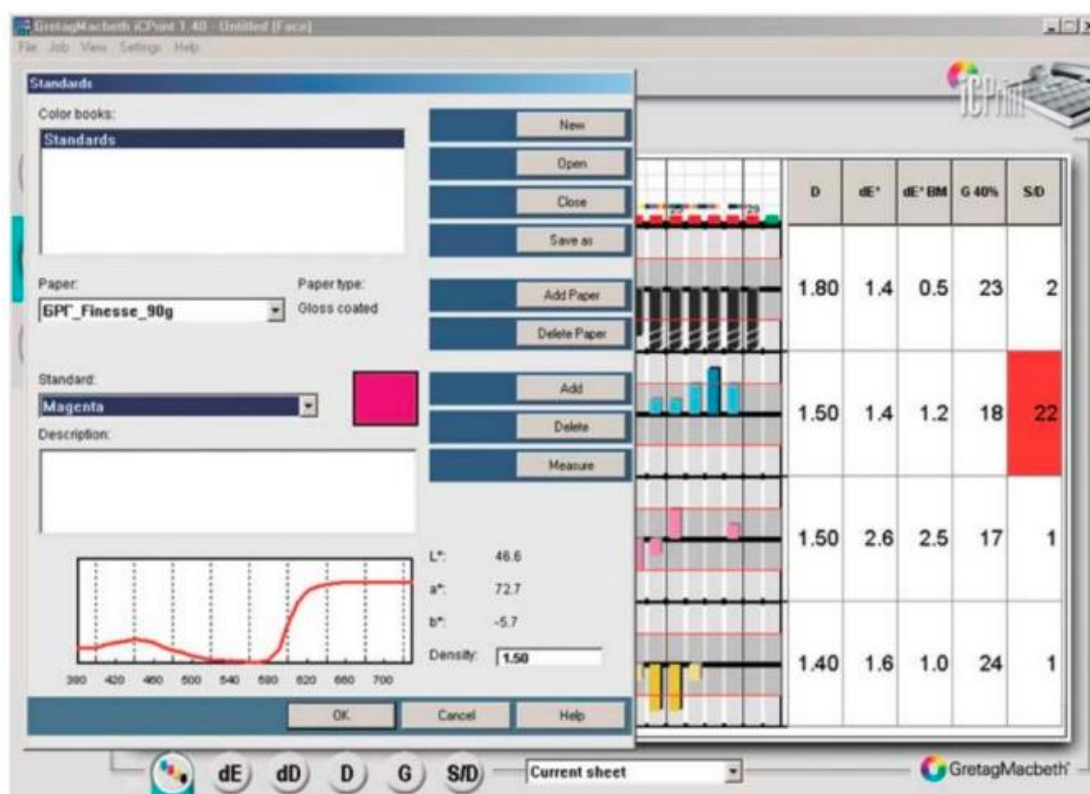 GretagMacbeth iCPrint 1.40 - Untitled (Face)
File Job View Settings Help
Standards
Color books:
Standards
New
Open
Close
Save as
Paper:
БРГ_Finesse_90g
Paper type:
Gloss coated
Add Paper
Delete Paper
Standard:
Magenta
Add
Delete
Measure
Description:
L*: 46.6
a*: 72.7
b*: -5.7
Density: 1.50
380 420 460 500 540 580 620 660 700
OK Cancel Help
iCPrint
D dE* dE* BM G 40% S/D
1.80 1.4 0.5 23 2
1.50 1.4 1.2 18 22
1.50 2.6 2.5 17 1
1.40 1.6 1.0 24 1
dE dD D G S/D Current sheet
GretagMacbeth